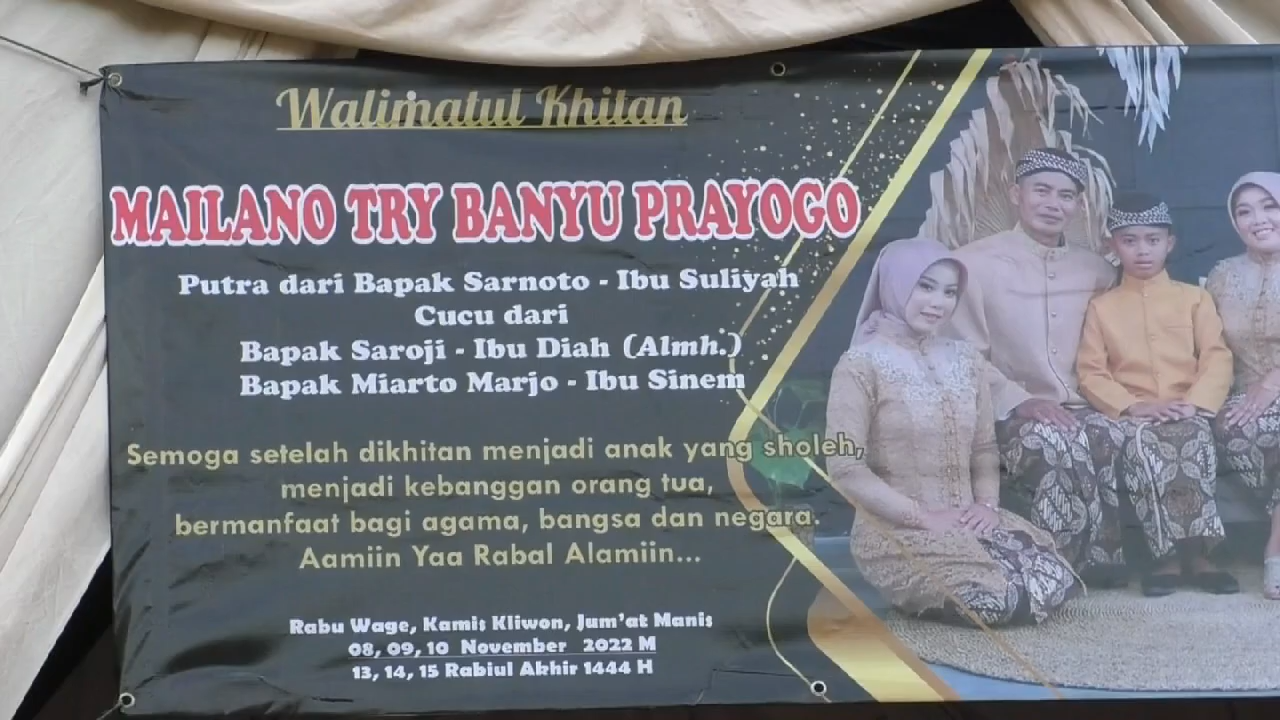 Walimatul Khitan
MAILANO TRY BANYU PRAYOGO
Putra dari Bapak Sarnoto - Ibu Suliyah
Cucu dari
Bapak Saroji - Ibu Diah (Almh.)
Bapak Miarto Marjo - Ibu Sinem
Semoga setelah dikhitan menjadi anak yang sholeh,
menjadi kebanggan orang tua,
bermanfaat bagi agama, bangsa dan negara.
Aamiin Yaa Rabal Alamiin...
Rabu Wage, Kamis Kliwon, Jum'at Manis
08, 09, 10 November 2022 M
13, 14, 15 Rabiul Akhir 1444 H